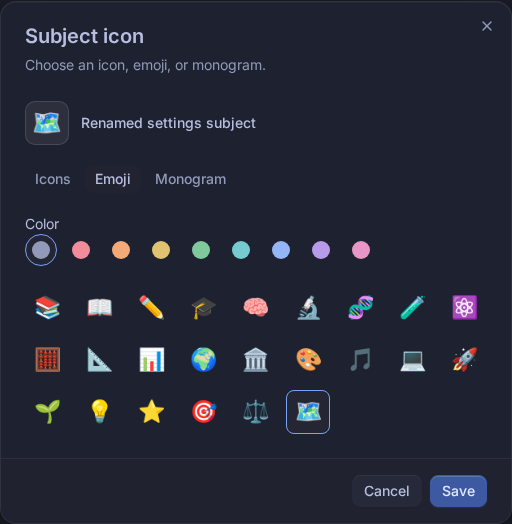 Subject icon
Choose an icon, emoji, or monogram.
Renamed settings subject
Icons Emoji Monogram
Color
Cancel Save